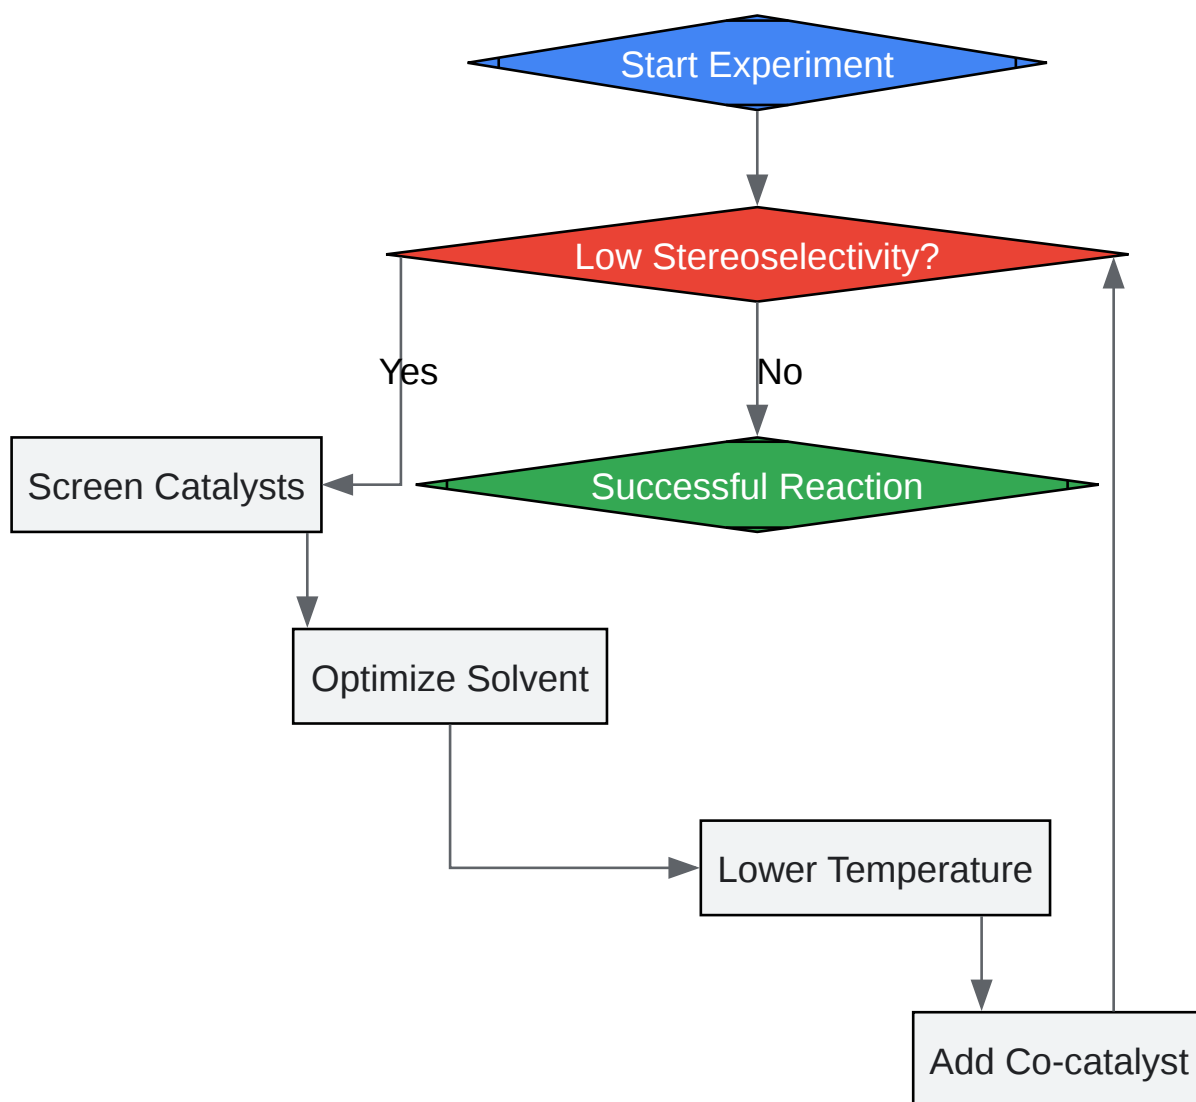 Start Experiment
Low Stereoselectivity?
Yes
No
Screen Catalysts
Successful Reaction
Optimize Solvent
Lower Temperature
Add Co-catalyst